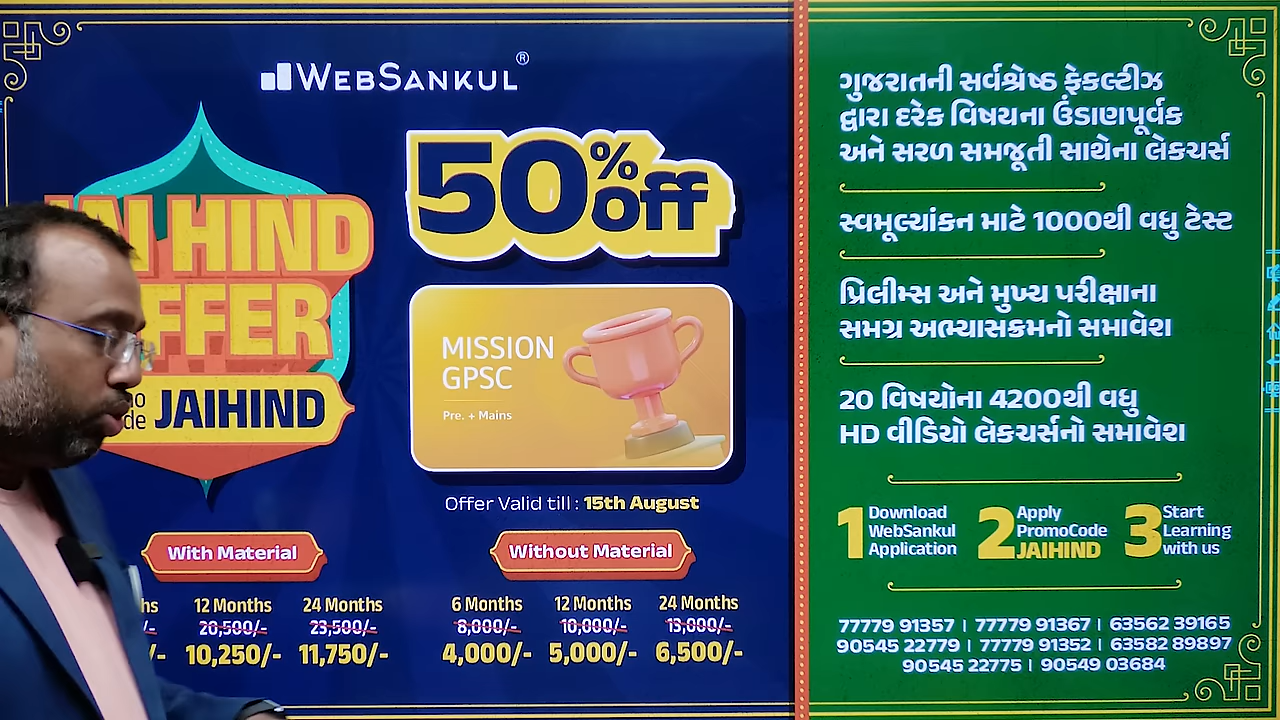 WEBSANKUL®
HIND
OFFER
JAIHIND
50% off
MISSION
GPSC
Pre. + Mains
Offer Valid till : 15th August
With Material
Without Material
12 Months 24 Months
20,500/- 23,500/-
10,250/- 11,750/-
6 Months 12 Months 24 Months
8,000/- 10,000/- 13,000/-
4,000/- 5,000/- 6,500/-
ગુજરાતની સર્વશ્રેષ્ઠ ફેકલ્ટીઝ
દ્વારા દરેક વિષયના ઉંડાણપૂર્વક
અને સરળ સમજૂતી સાથેના લેકચર્સ
સ્વમૂલ્યાંકન માટે 1000થી વધુ ટેસ્ટ
પ્રિલીમ્સ અને મુખ્ય પરીક્ષાના
સમગ્ર અભ્યાસક્રમનો સમાવેશ
20 વિષયોના 4200થી વધુ
HD વીડિયો લેકચર્સનો સમાવેશ
1 Download
WebSankul
Application
2 Apply
PromoCode
JAIHIND
3 Start
Learning
with us
77779 91357 | 77779 91367 | 63562 39165
90545 22779 | 77779 91352 | 63582 89897
90545 22775 | 90549 03684